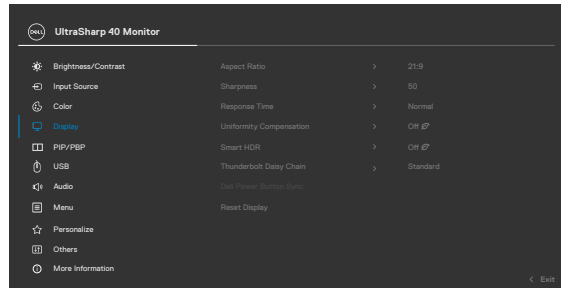 DELL UltraSharp 40 Monitor
Brightness/Contrast Aspect Ratio > 21:9
Input Source Sharpness > 50
Color Response Time > Normal
Display Uniformity Compensation > Off
PIP/PBP Smart HDR > Off
USB Thunderbolt Daisy Chain > Standard
Audio Dell Power Button Sync
Menu Reset Display
Personalize
Others
More Information
< Exit